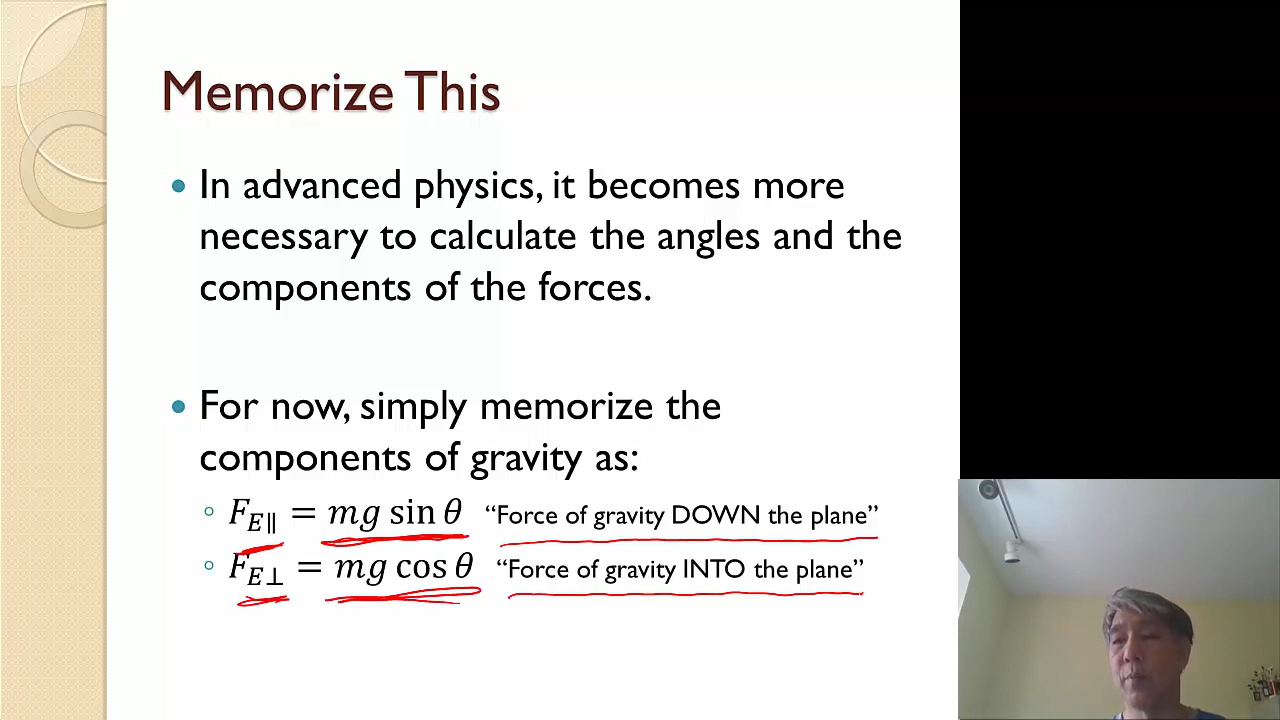 Memorize This
• In advanced physics, it becomes more
necessary to calculate the angles and the
components of the forces.
• For now, simply memorize the
components of gravity as:
◦ F_{E∥} = mg sin θ “Force of gravity DOWN the plane”
◦ F_{E⊥} = mg cos θ “Force of gravity INTO the plane”